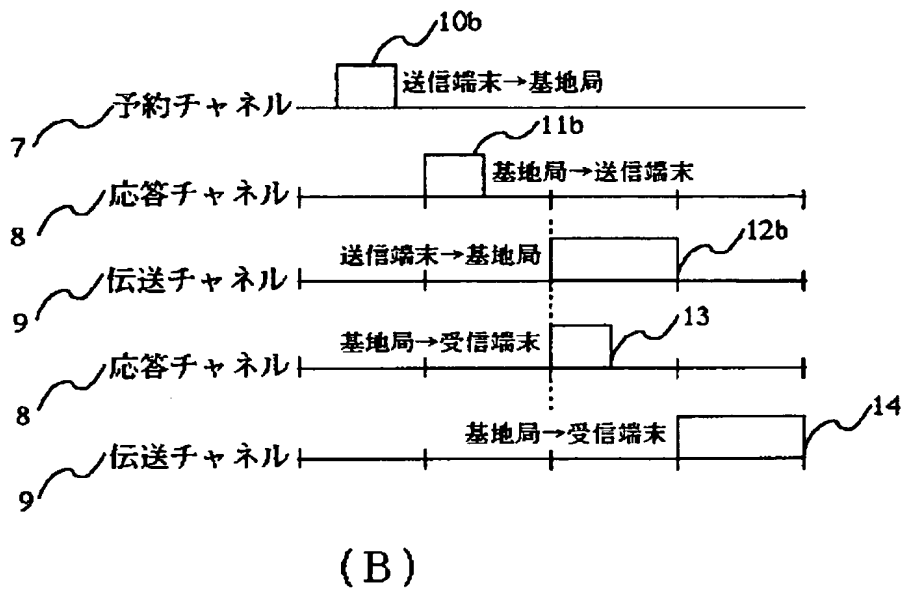 10b
送信端末→基地局
予約チャネル
7
11b
基地局→送信端末
応答チャネル
8
12b
送信端末→基地局
伝送チャネル
9
13
基地局→受信端末
応答チャネル
8
14
基地局→受信端末
伝送チャネル
9
(B)